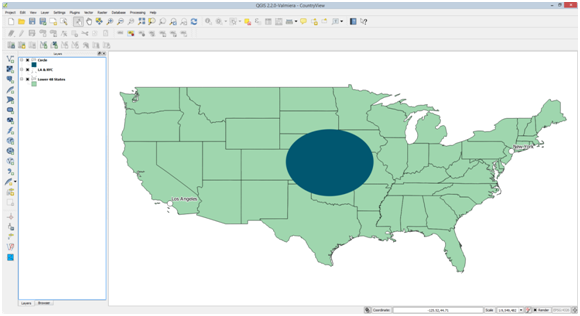 QGIS 2.2.0-Valmiera - CountryView
Project Edit View Layer Settings Plugins Vector Raster Database Processing Help
Layers
Circle
LA & NYC
Lower 48 States
New York
Los Angeles
Layers Browser
Coordinate:
Scale
Render